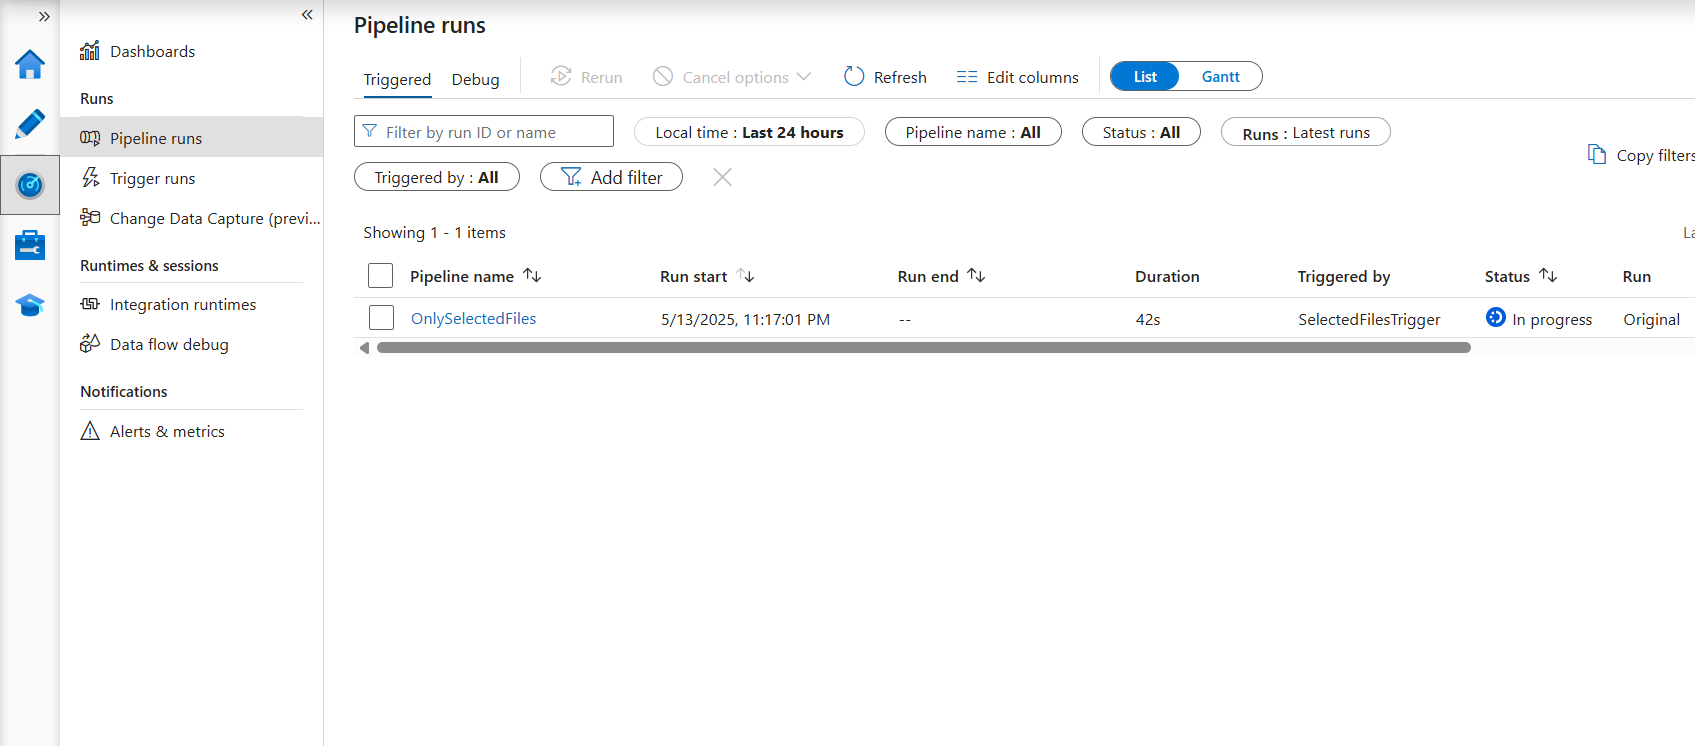 Dashboards
Runs
Pipeline runs
Trigger runs
Change Data Capture (previ...
Runtimes & sessions
Integration runtimes
Data flow debug
Notifications
Alerts & metrics
Pipeline runs
Triggered Debug Rerun Cancel options Refresh Edit columns List Gantt
Filter by run ID or name Local time : Last 24 hours Pipeline name : All Status : All Runs : Latest runs
Copy filters
Triggered by : All Add filter
Showing 1 - 1 items
La
Pipeline name Run start Run end Duration Triggered by Status Run
OnlySelectedFiles 5/13/2025, 11:17:01 PM -- 42s SelectedFilesTrigger In progress Original